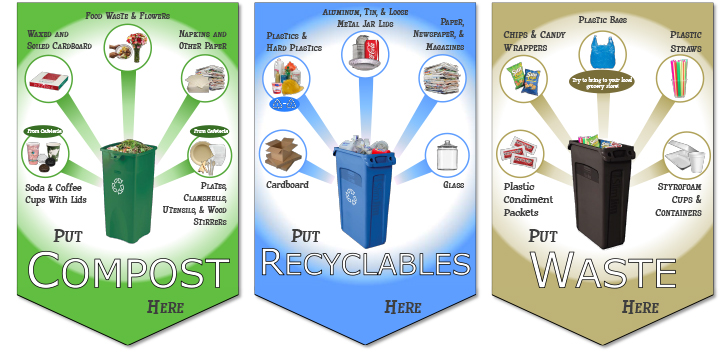 Food Waste & Flowers
Waxed and
Soiled Cardboard
Napkins and
Other Paper
From Cafeteria
From Cafeteria
Soda & Coffee
Cups With Lids
Plates,
Clamshells,
Utensils, & Wood
Stirrers
Put
Compost
Here
Aluminum, Tin, & Loose
Metal Jar Lids
Plastics &
Hard Plastics
Paper,
Newspaper, &
Magazines
Cardboard
Glass
Put
Recyclables
Here
Plastic Bags
Chips & Candy
Wrappers
Plastic
Straws
Try to bring to your local
grocery store!
Plastic
Condiment
Packets
Styrofoam
Cups &
Containers
Put
Waste
Here